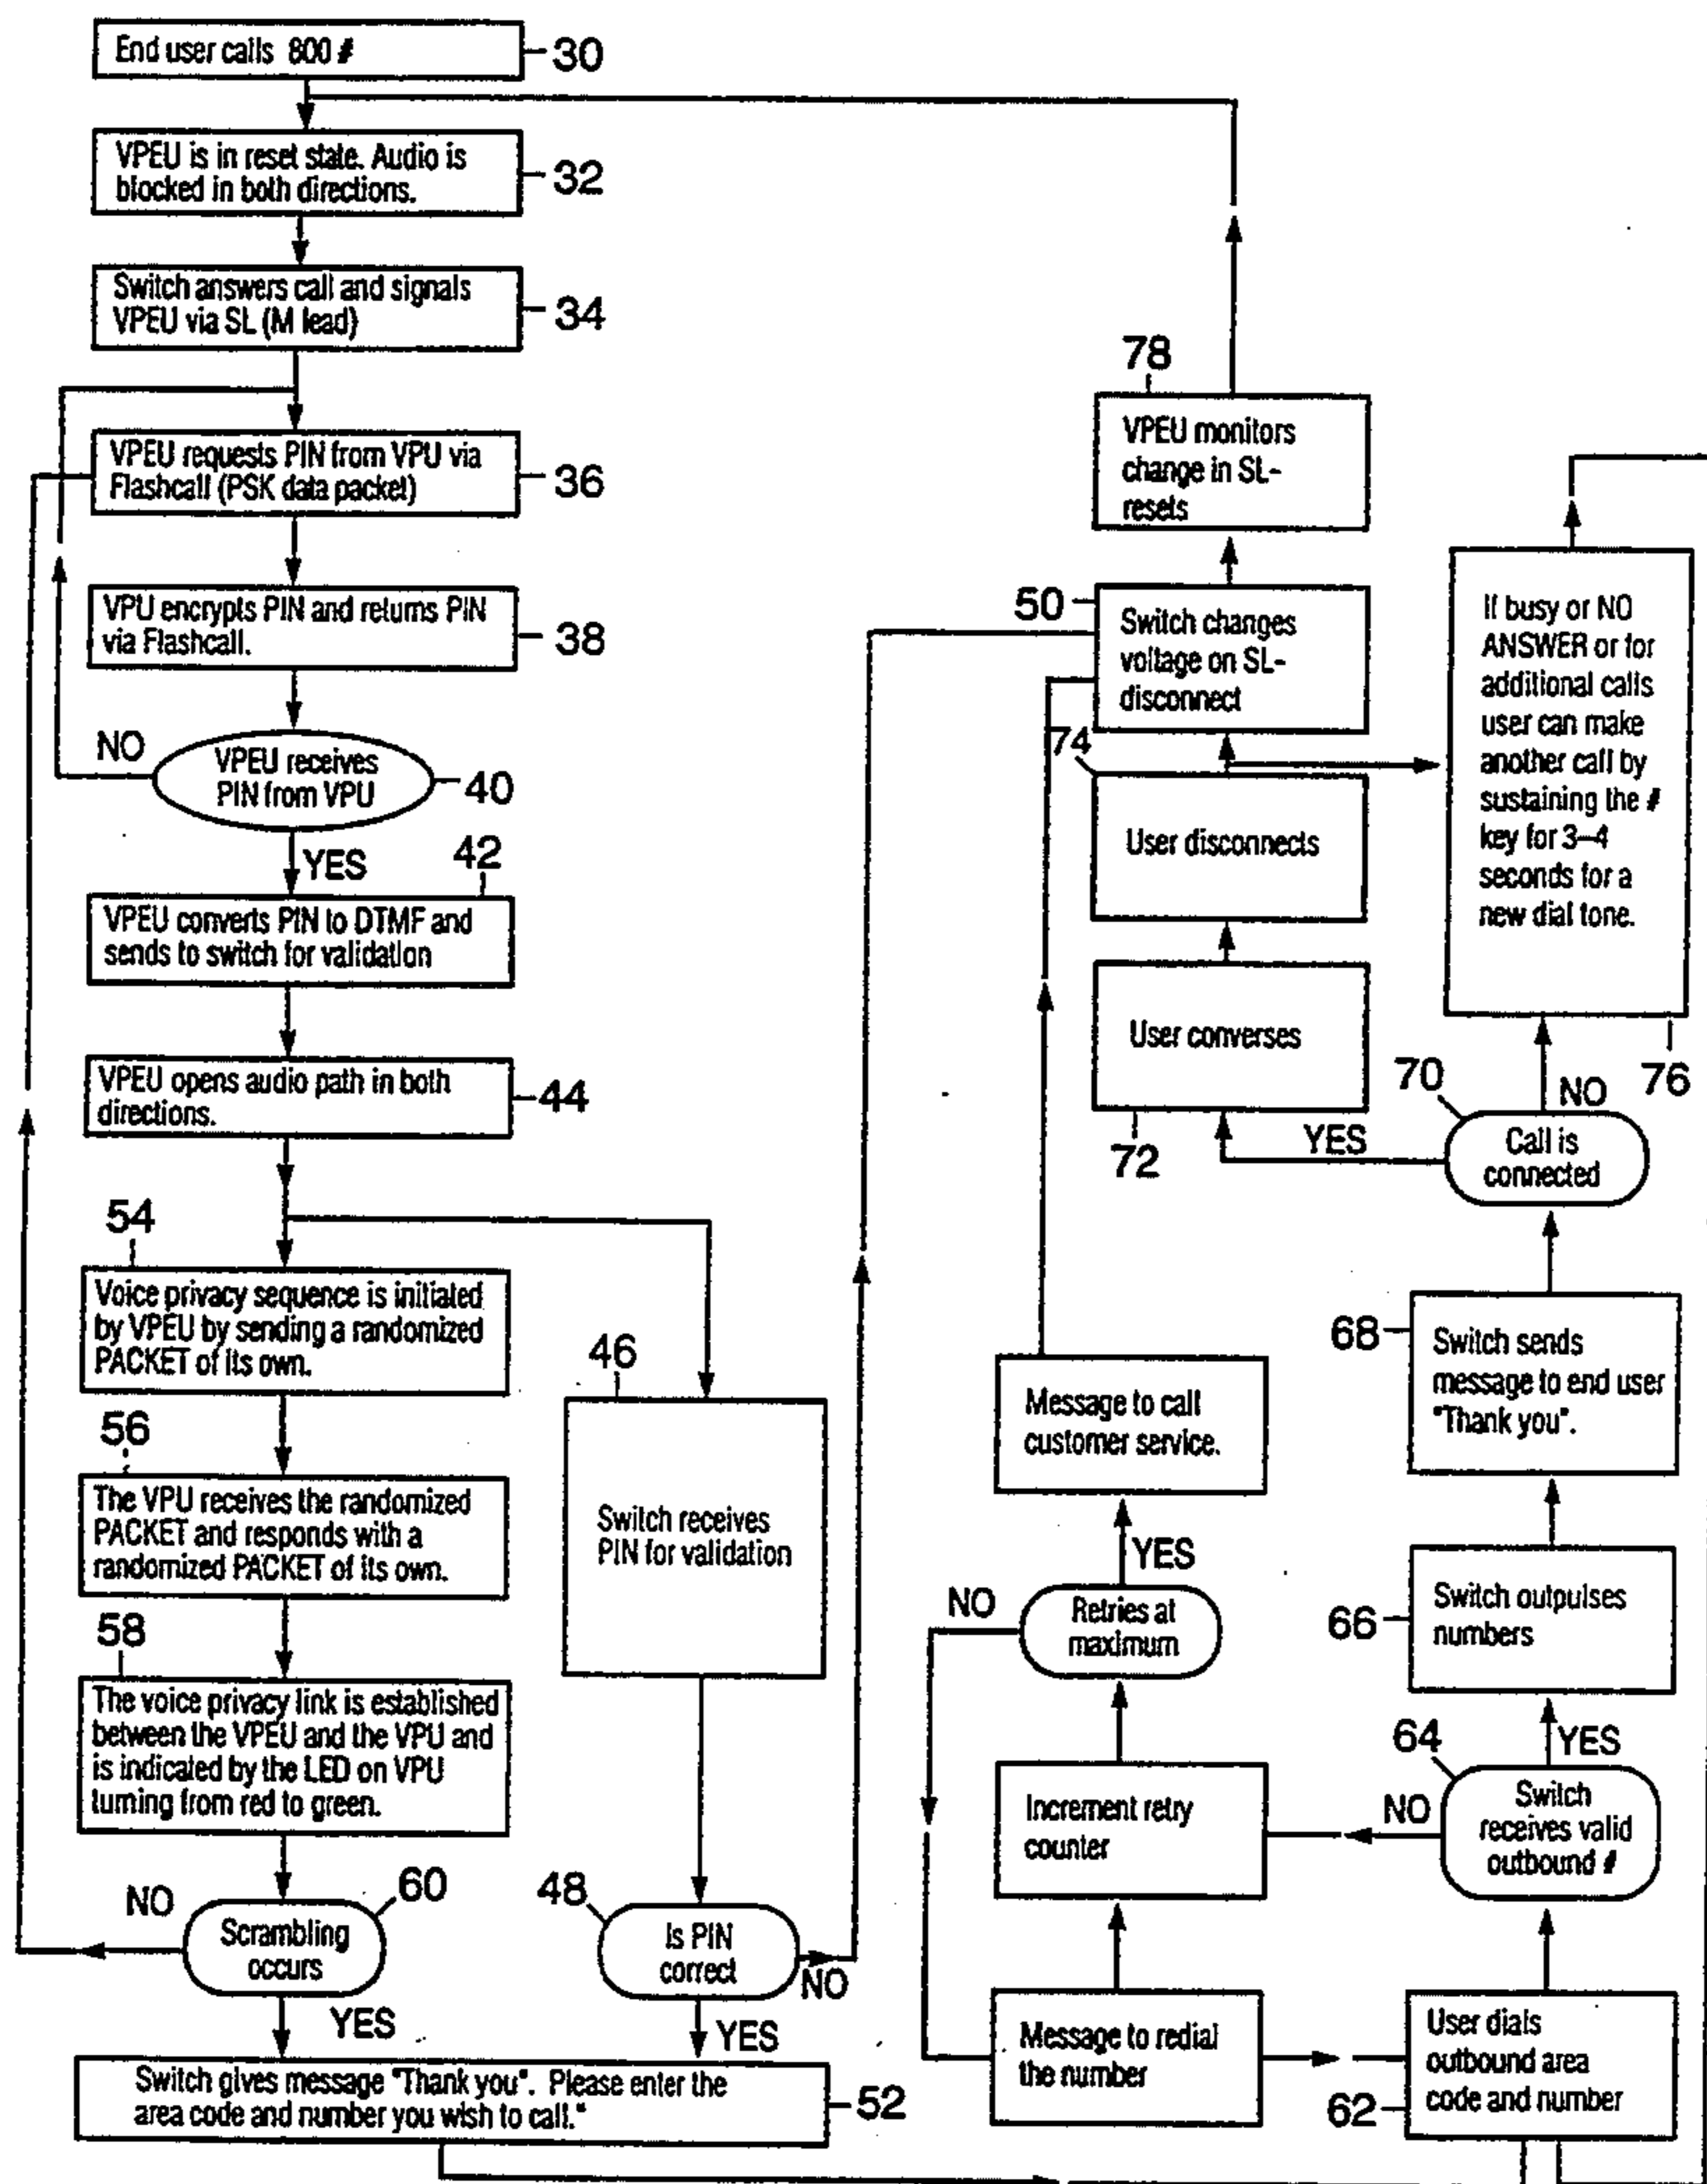 End user calls 800 #
30
VPEU is in reset state. Audio is
blocked in both directions.
32
Switch answers call and signals
VPEU via SL (M lead)
34
VPEU requests PIN from VPU via
Flashcall (PSK data packet)
36
VPU encrypts PIN and returns PIN
via Flashcall.
38
NO
VPEU receives
PIN from VPU
40
YES
42
VPEU converts PIN to DTMF and
sends to switch for validation
VPEU opens audio path in both
directions.
44
54
Voice privacy sequence is initiated
by VPEU by sending a randomized
PACKET of its own.
56
The VPU receives the randomized
PACKET and responds with a
randomized PACKET of its own.
58
The voice privacy link is established
between the VPEU and the VPU and
is indicated by the LED on VPU
turning from red to green.
NO
60
Scrambling
occurs
YES
46
Switch receives
PIN for validation
48
Is PIN
correct
NO
YES
Switch gives message "Thank you". Please enter the
area code and number you wish to call."
52
78
VPEU monitors
change in SL-
resets
50
Switch changes
voltage on SL-
disconnect
74
User disconnects
User converses
72
If busy or NO
ANSWER or for
additional calls
user can make
another call by
sustaining the #
key for 3–4
seconds for a
new dial tone.
76
70
NO
YES
Call is
connected
68
Switch sends
message to end user
"Thank you".
Message to call
customer service.
YES
NO
Retries at
maximum
66
Switch outpulses
numbers
64
YES
NO
Switch
receives valid
outbound #
Increment retry
counter
Message to redial
the number
User dials
outbound area
code and number
62